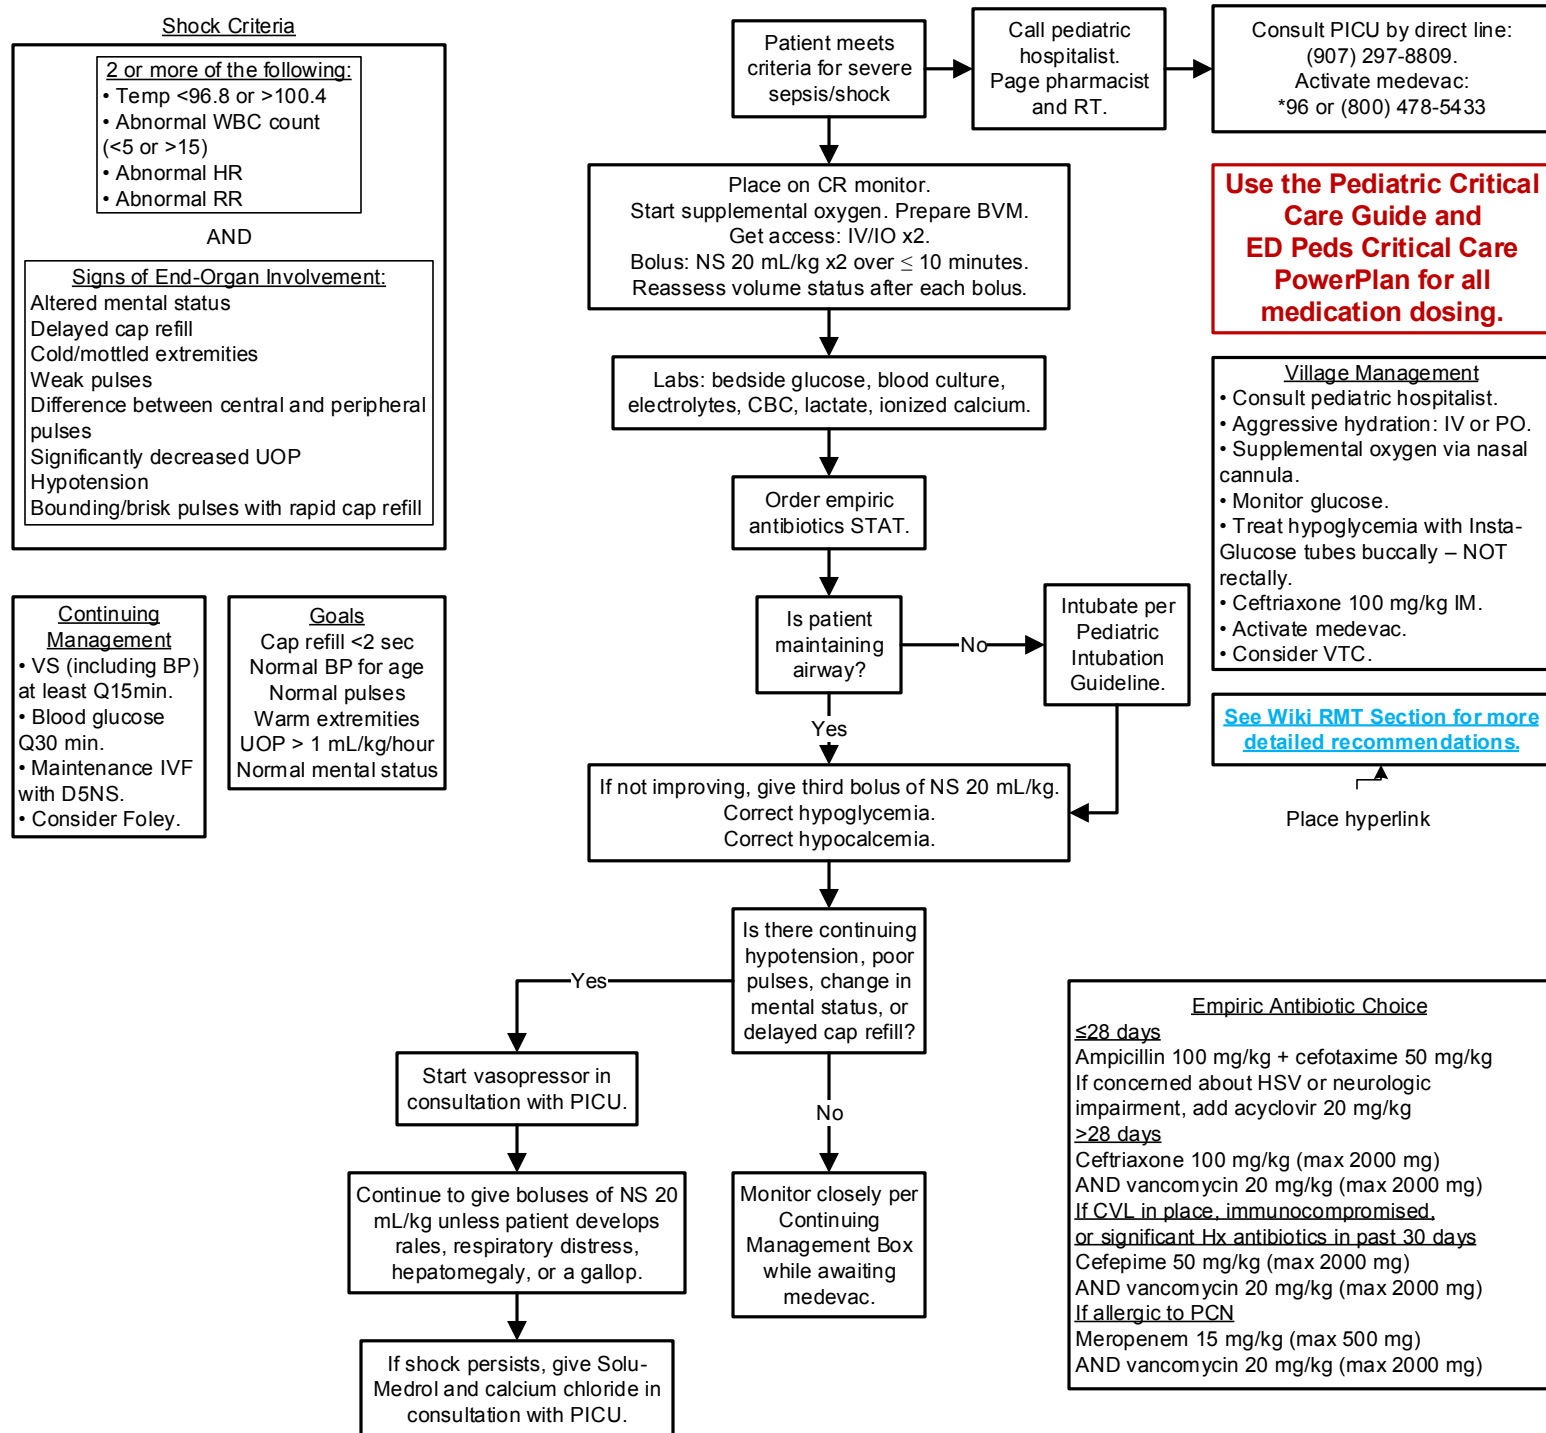 Shock Criteria
2 or more of the following:
• Temp <96.8 or >100.4
• Abnormal WBC count
(<5 or >15)
• Abnormal HR
• Abnormal RR
AND
Signs of End-Organ Involvement:
Altered mental status
Delayed cap refill
Cold/mottled extremities
Weak pulses
Difference between central and peripheral
pulses
Significantly decreased UOP
Hypotension
Bounding/brisk pulses with rapid cap refill
Continuing
Management
• VS (including BP)
at least Q15min.
• Blood glucose
Q30 min.
• Maintenance IVF
with D5NS.
• Consider Foley.
Goals
Cap refill <2 sec
Normal BP for age
Normal pulses
Warm extremities
UOP > 1 mL/kg/hour
Normal mental status
Patient meets
criteria for severe
sepsis/shock
Call pediatric
hospitalist.
Page pharmacist
and RT.
Consult PICU by direct line:
(907) 297-8809.
Activate medevac:
*96 or (800) 478-5433
Place on CR monitor.
Start supplemental oxygen. Prepare BVM.
Get access: IV/IO x2.
Bolus: NS 20 mL/kg x2 over ≤ 10 minutes.
Reassess volume status after each bolus.
Labs: bedside glucose, blood culture,
electrolytes, CBC, lactate, ionized calcium.
Order empiric
antibiotics STAT.
Is patient
maintaining
airway?
No
Intubate per
Pediatric
Intubation
Guideline.
Yes
If not improving, give third bolus of NS 20 mL/kg.
Correct hypoglycemia.
Correct hypocalcemia.
Is there continuing
hypotension, poor
pulses, change in
mental status, or
delayed cap refill?
Yes
Start vasopressor in
consultation with PICU.
Continue to give boluses of NS 20
mL/kg unless patient develops
rales, respiratory distress,
hepatomegaly, or a gallop.
If shock persists, give Solu-
Medrol and calcium chloride in
consultation with PICU.
No
Monitor closely per
Continuing
Management Box
while awaiting
medevac.
Use the Pediatric Critical
Care Guide and
ED Peds Critical Care
PowerPlan for all
medication dosing.
Village Management
• Consult pediatric hospitalist.
• Aggressive hydration: IV or PO.
• Supplemental oxygen via nasal
cannula.
• Monitor glucose.
• Treat hypoglycemia with Insta-
Glucose tubes buccally – NOT
rectally.
• Ceftriaxone 100 mg/kg IM.
• Activate medevac.
• Consider VTC.
See Wiki RMT Section for more
detailed recommendations.
Place hyperlink
Empiric Antibiotic Choice
≤28 days
Ampicillin 100 mg/kg + cefotaxime 50 mg/kg
If concerned about HSV or neurologic
impairment, add acyclovir 20 mg/kg
>28 days
Ceftriaxone 100 mg/kg (max 2000 mg)
AND vancomycin 20 mg/kg (max 2000 mg)
If CVL in place, immunocompromised,
or significant Hx antibiotics in past 30 days
Cefepime 50 mg/kg (max 2000 mg)
AND vancomycin 20 mg/kg (max 2000 mg)
If allergic to PCN
Meropenem 15 mg/kg (max 500 mg)
AND vancomycin 20 mg/kg (max 2000 mg)